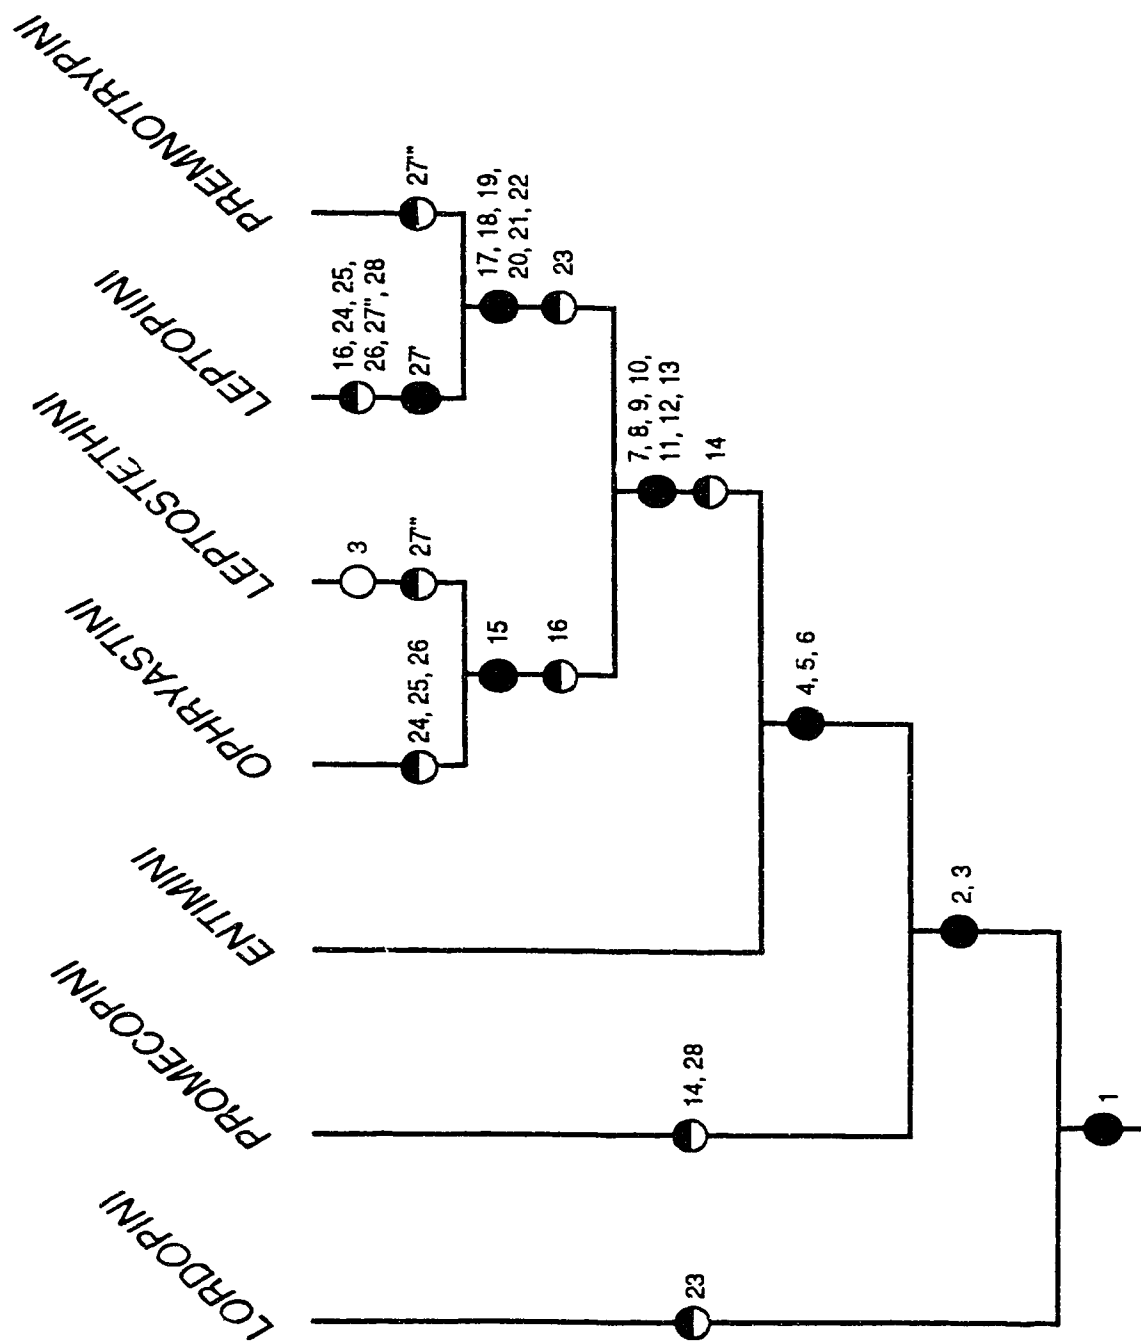 PREMNOTRYPINI
LEPTOPIINI
LEPTOSTETHINI
OPHRYASTINI
ENTIMINI
PROMECOPINI
LORDOPINI
27'''
16, 24, 25,
26, 27'', 28
27'
17, 18, 19,
20, 21, 22
23
3
27'''
24, 25, 26
15
16
7, 8, 9, 10,
11, 12, 13
14
4, 5, 6
2, 3
14, 28
23
1